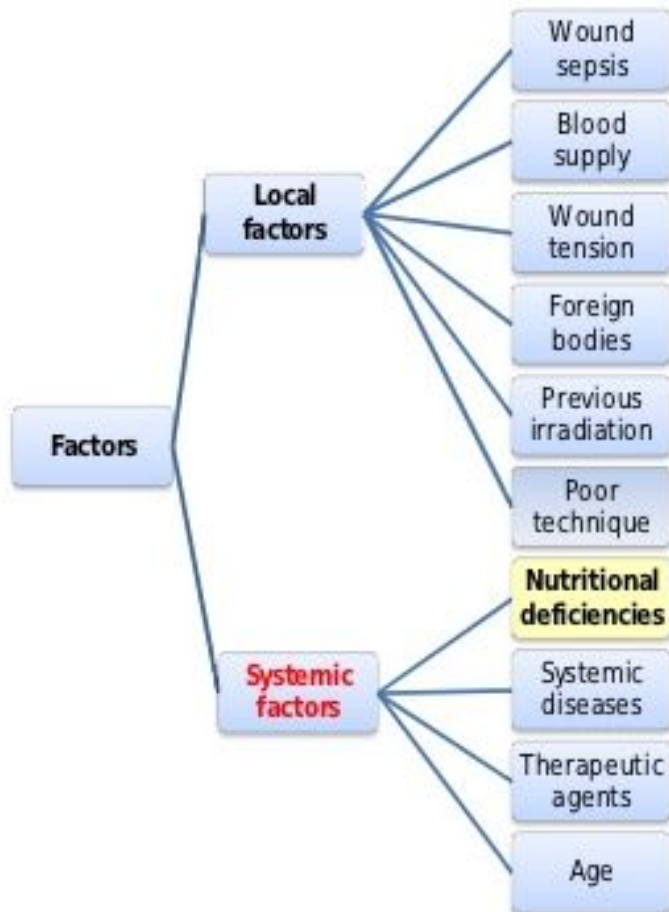 Factors
Local
factors
Wound
sepsis
Blood
supply
Wound
tension
Foreign
bodies
Previous
irradiation
Poor
technique
Systemic
factors
Nutritional
deficiencies
Systemic
diseases
Therapeutic
agents
Age